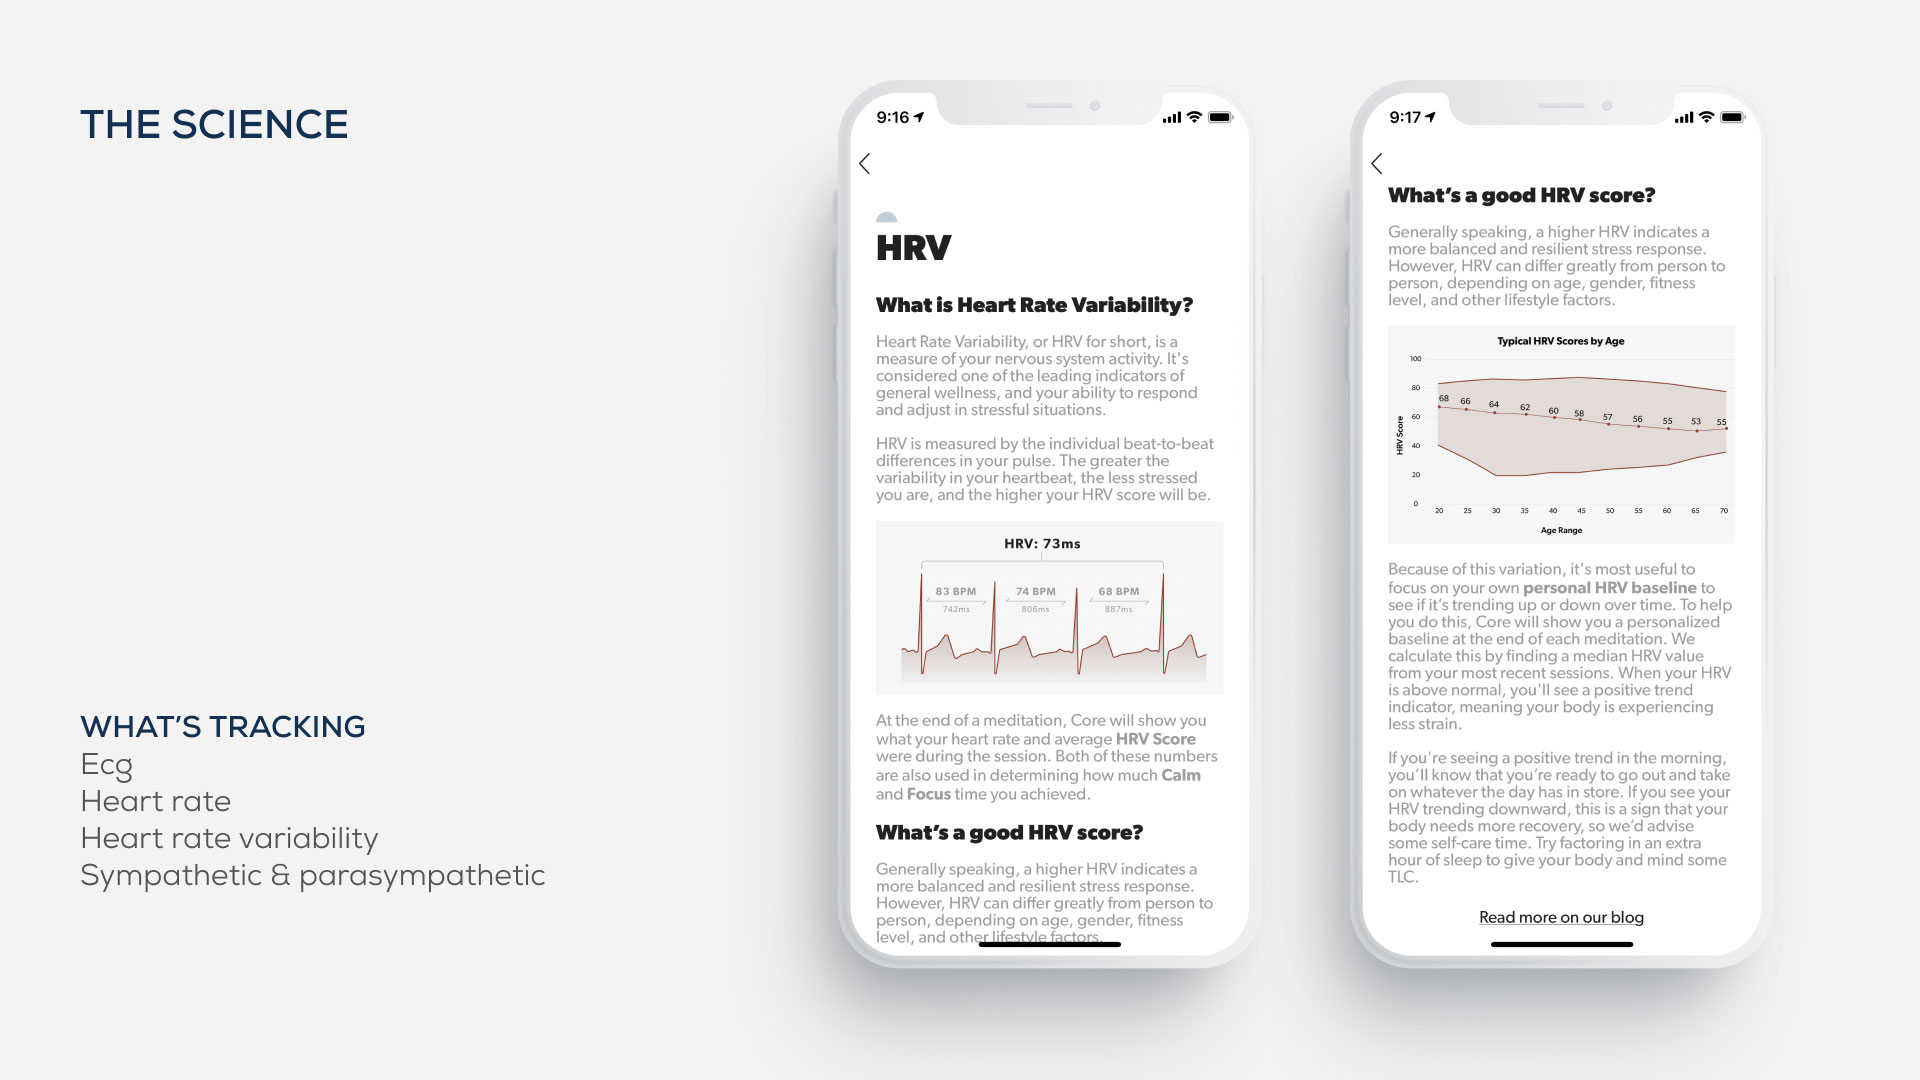 THE SCIENCE
WHAT’S TRACKING
Ecg
Heart rate
Heart rate variability
Sympathetic & parasympathetic
9:16
HRV
What is Heart Rate Variability?
Heart Rate Variability, or HRV for short, is a
measure of your nervous system activity. It's
considered one of the leading indicators of
general wellness, and your ability to respond
and adjust in stressful situations.
HRV is measured by the individual beat-to-beat
differences in your pulse. The greater the
variability in your heartbeat, the less stressed
you are, and the higher your HRV score will be.
HRV: 73ms
83 BPM 74 BPM 68 BPM
742ms 806ms 887ms
At the end of a meditation, Core will show you
what your heart rate and average HRV Score
were during the session. Both of these numbers
are also used in determining how much Calm
and Focus time you achieved.
What’s a good HRV score?
Generally speaking, a higher HRV indicates a
more balanced and resilient stress response.
However, HRV can differ greatly from person to
person, depending on age, gender, fitness
level, and other lifestyle factors.
9:17
What’s a good HRV score?
Generally speaking, a higher HRV indicates a
more balanced and resilient stress response.
However, HRV can differ greatly from person to
person, depending on age, gender, fitness
level, and other lifestyle factors.
Typical HRV Scores by Age
HRV Score
100
80
60
40
20
0
68 66 64 62 60 58 57 56 55 53 55
20 25 30 35 40 45 50 55 60 65 70
Age Range
Because of this variation, it's most useful to
focus on your own personal HRV baseline to
see if it’s trending up or down over time. To help
you do this, Core will show you a personalized
baseline at the end of each meditation. We
calculate this by finding a median HRV value
from your most recent sessions. When your HRV
is above normal, you'll see a positive trend
indicator, meaning your body is experiencing
less strain.
If you're seeing a positive trend in the morning,
you’ll know that you’re ready to go out and take
on whatever the day has in store. If you see your
HRV trending downward, this is a sign that your
body needs more recovery, so we’d advise
some self-care time. Try factoring in an extra
hour of sleep to give your body and mind some
TLC.
Read more on our blog